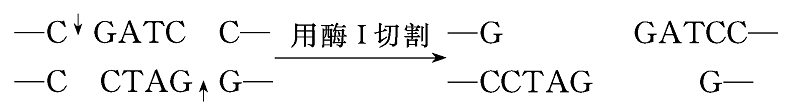 —C↓GATC C— 用酶Ⅰ切割 —G GATCC—
—C CTAG↑G— —CCTAG G—